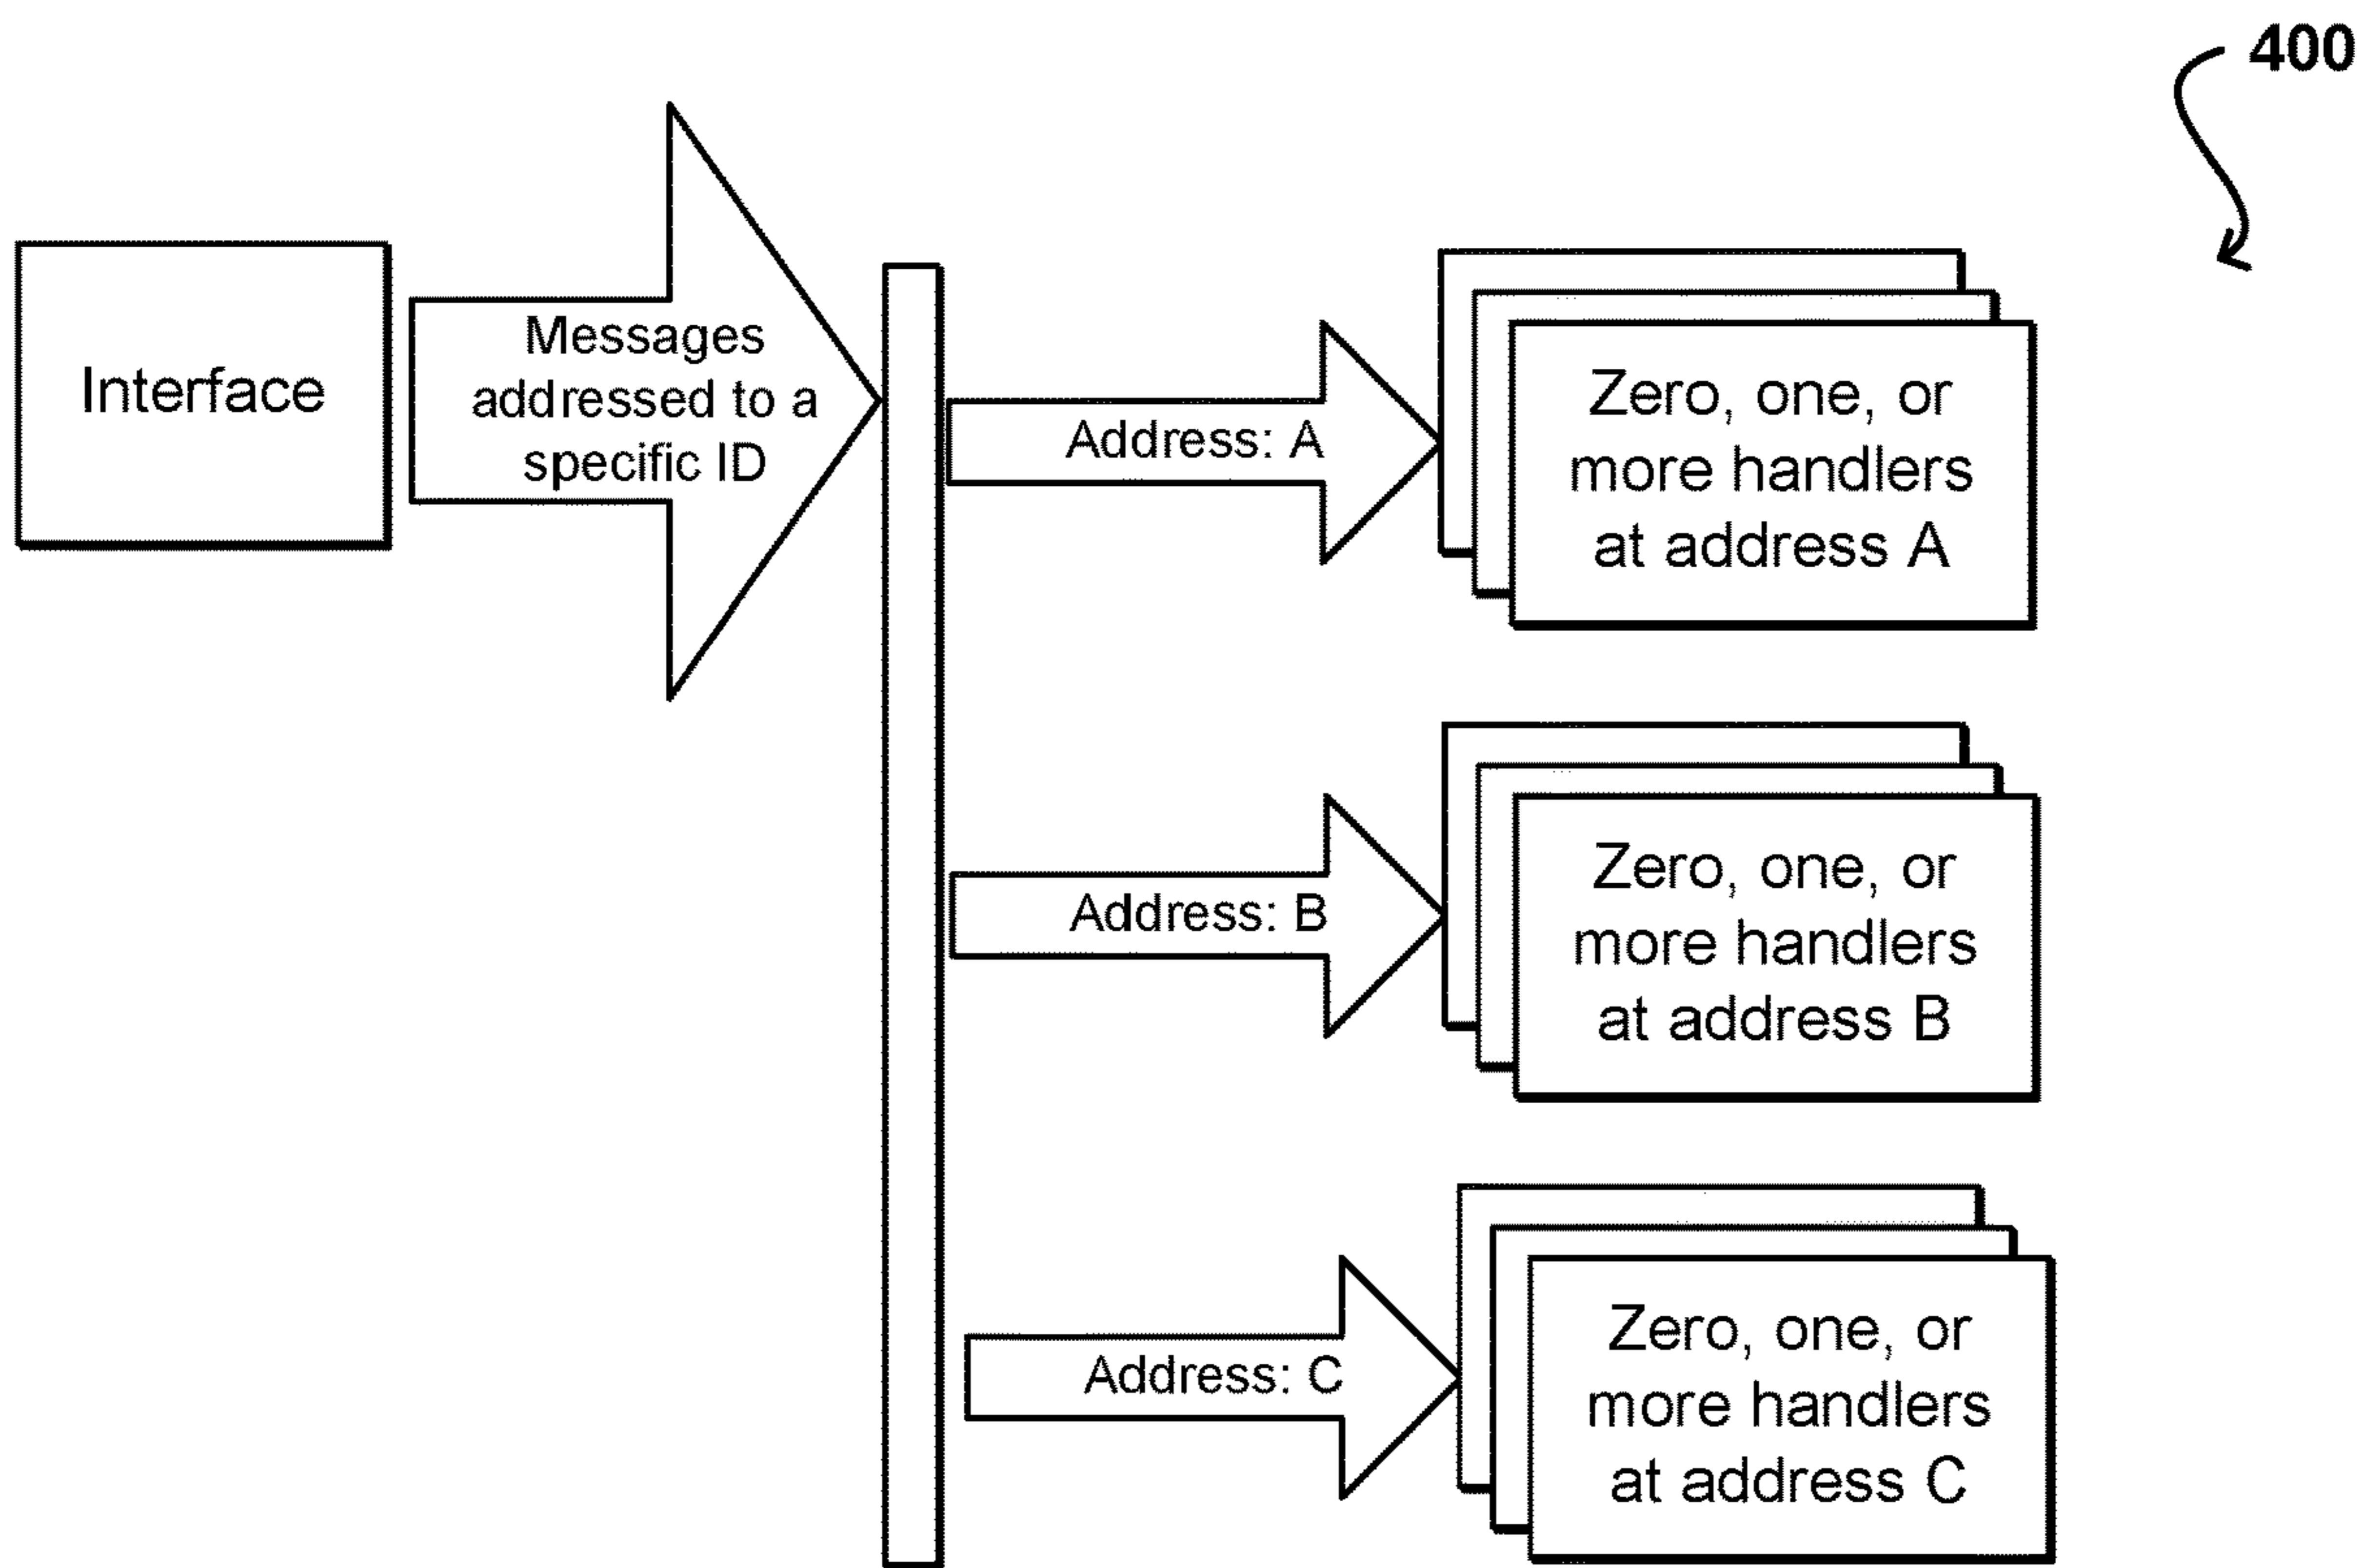 400
Interface
Messages
addressed to a
specific ID
Address: A
Zero, one, or
more handlers
at address A
Address: B
Zero, one, or
more handlers
at address B
Address: C
Zero, one, or
more handlers
at address C